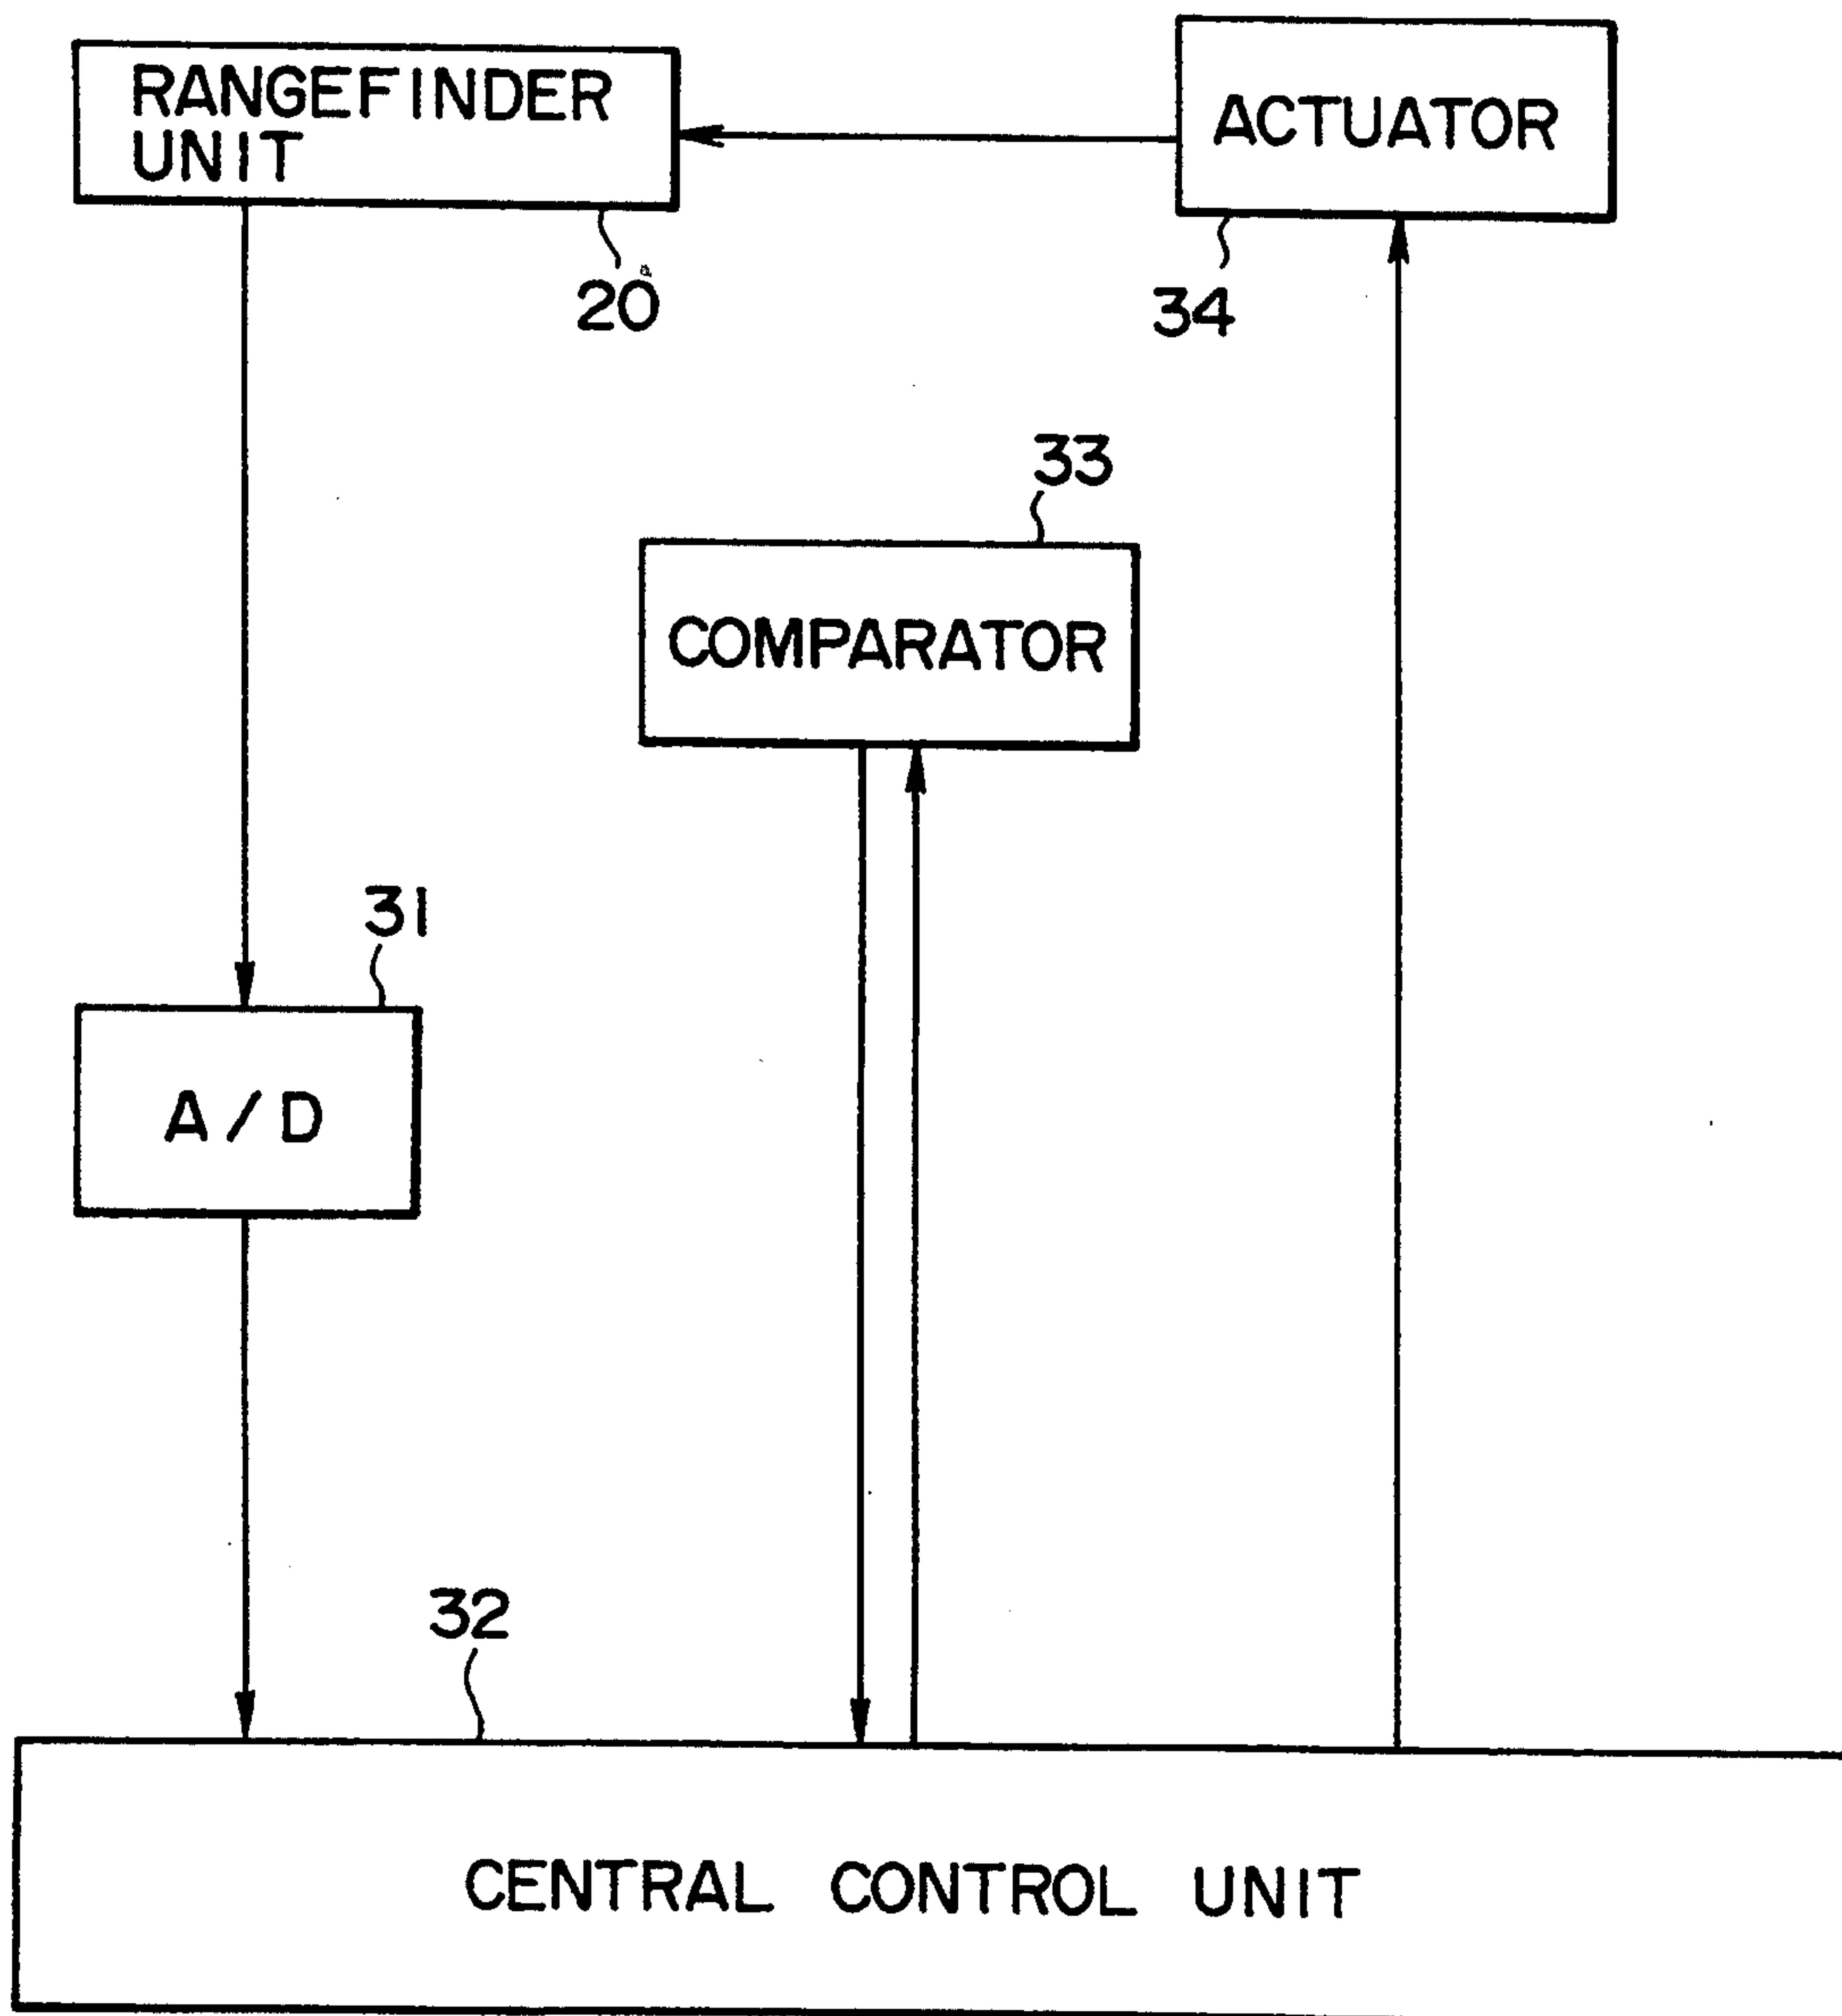 RANGEFINDER
UNIT
ACTUATOR
20
34
33
COMPARATOR
31
A/D
32
CENTRAL CONTROL UNIT